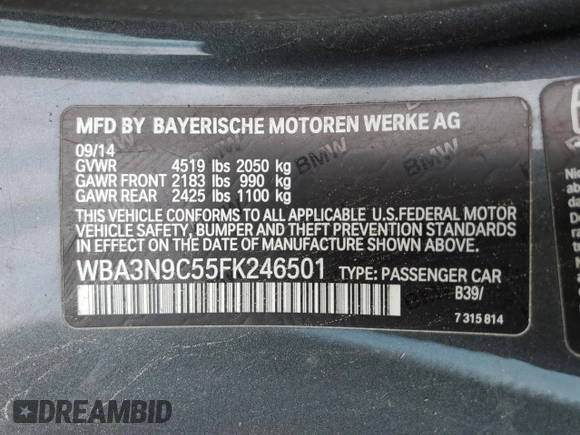 MFD BY BAYERISCHE MOTOREN WERKE AG
09/14
GVWR 4519 lbs 2050 kg
GAWR FRONT 2183 lbs 990 kg
GAWR REAR 2425 lbs 1100 kg
THIS VEHICLE CONFORMS TO ALL APPLICABLE U.S.FEDERAL MOTOR
VEHICLE SAFETY, BUMPER AND THEFT PREVENTION STANDARDS
IN EFFECT ON THE DATE OF MANUFACTURE SHOWN ABOVE.
WBA3N9C55FK246501 TYPE: PASSENGER CAR
B39/
7 315 814
BMW
BMW
DREAMBID